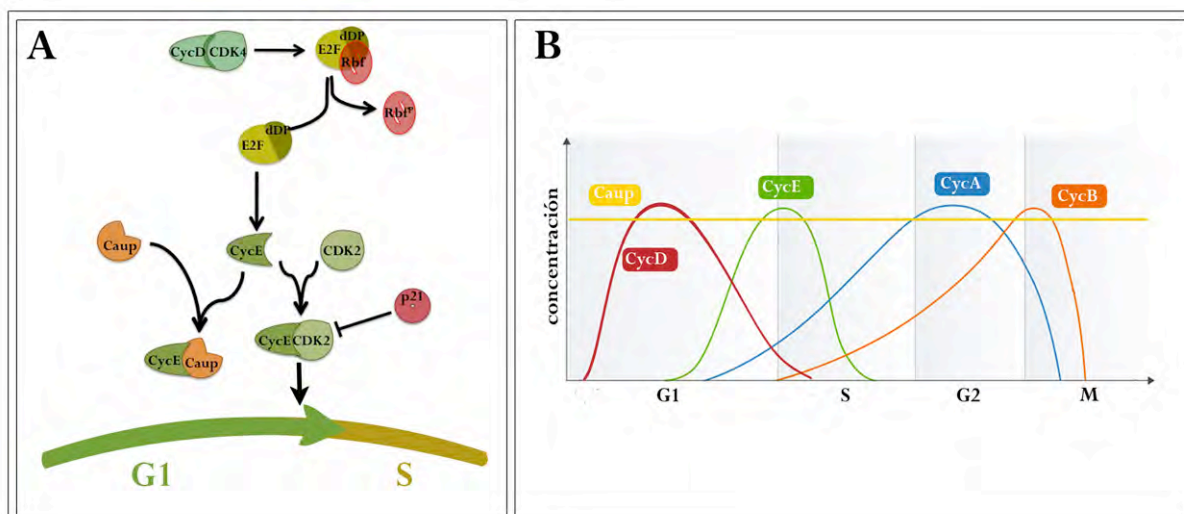 A
CycD CDK4
dDP
E2F
Rbf
Rbfᵖ
dDP
E2F
Caup
CycE
CDK2
p21
CycE
Caup
CycE CDK2
G1
S
B
concentración
Caup
CycE
CycA
CycB
CycD
G1
S
G2
M